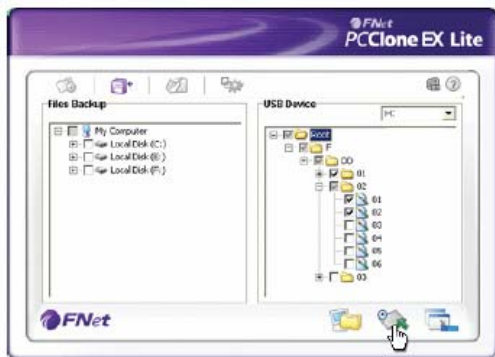 FNet
PCClone EX Lite
Files Backup
My Computer
Local Disk (C:)
Local Disk (E:)
Local Disk (F:)
USB Device
PC
Root
F
DD
01
02
01
02
03
04
05
06
03
FNet